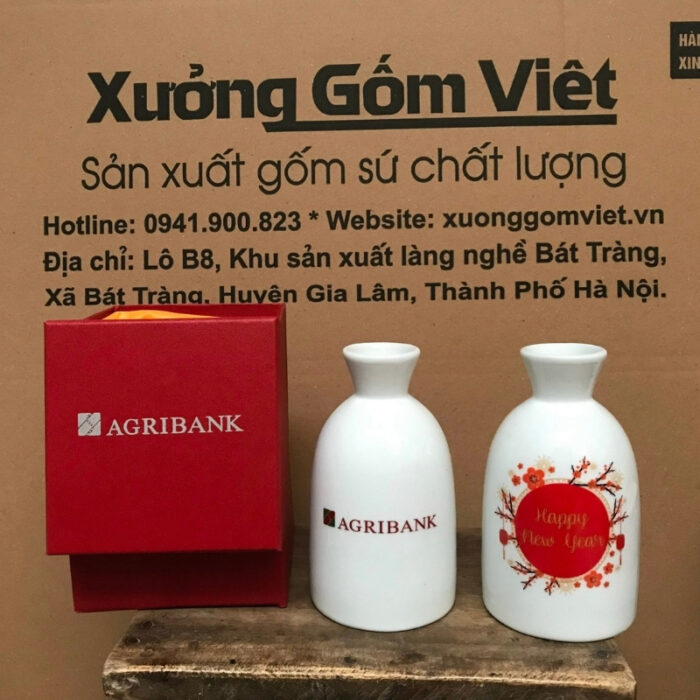 HÀN
XIN
Xưởng Gốm Việt
Sản xuất gốm sứ chất lượng
Hotline: 0941.900.823 * Website: xuonggomviet.vn
Địa chỉ: Lô B8, Khu sản xuất làng nghề Bát Tràng,
Xã Bát Tràng, Huyện Gia Lâm, Thành Phố Hà Nội.
AGRIBANK
AGRIBANK
Happy
New Year